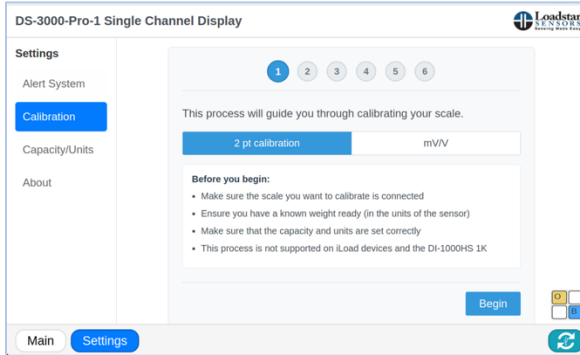 DS-3000-Pro-1 Single Channel Display
Loadstar
SENSORS
Sensing Made Easy
Settings
Alert System
Calibration
Capacity/Units
About
1 2 3 4 5 6
This process will guide you through calibrating your scale.
2 pt calibration mV/V
Before you begin:
• Make sure the scale you want to calibrate is connected
• Ensure you have a known weight ready (in the units of the sensor)
• Make sure that the capacity and units are set correctly
• This process is not supported on iLoad devices and the DI-1000HS 1K
Begin
O
B
Main Settings